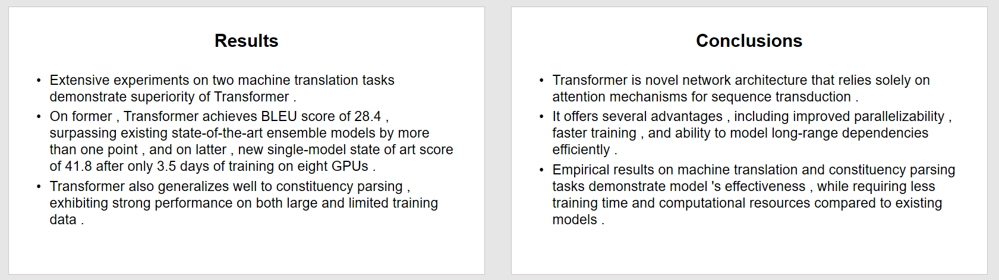 Results
• Extensive experiments on two machine translation tasks
demonstrate superiority of Transformer .
• On former , Transformer achieves BLEU score of 28.4 ,
surpassing existing state-of-the-art ensemble models by more
than one point , and on latter , new single-model state of art score
of 41.8 after only 3.5 days of training on eight GPUs .
• Transformer also generalizes well to constituency parsing ,
exhibiting strong performance on both large and limited training
data .
Conclusions
• Transformer is novel network architecture that relies solely on
attention mechanisms for sequence transduction .
• It offers several advantages , including improved parallelizability ,
faster training , and ability to model long-range dependencies
efficiently .
• Empirical results on machine translation and constituency parsing
tasks demonstrate model 's effectiveness , while requiring less
training time and computational resources compared to existing
models .